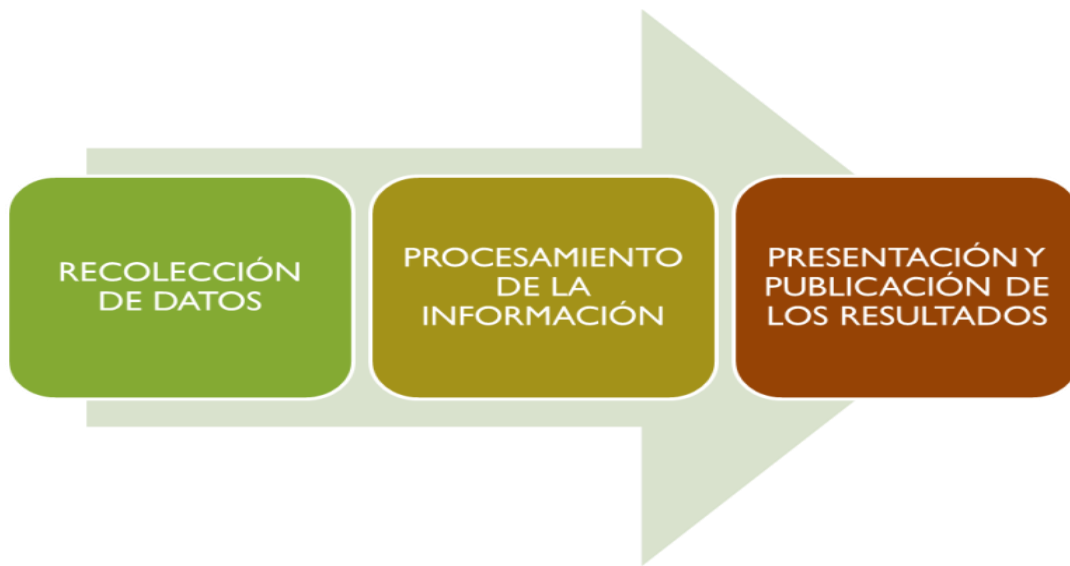 RECOLECCIÓN
DE DATOS
PROCESAMIENTO
DE LA
INFORMACIÓN
PRESENTACIÓN Y
PUBLICACIÓN DE
LOS RESULTADOS